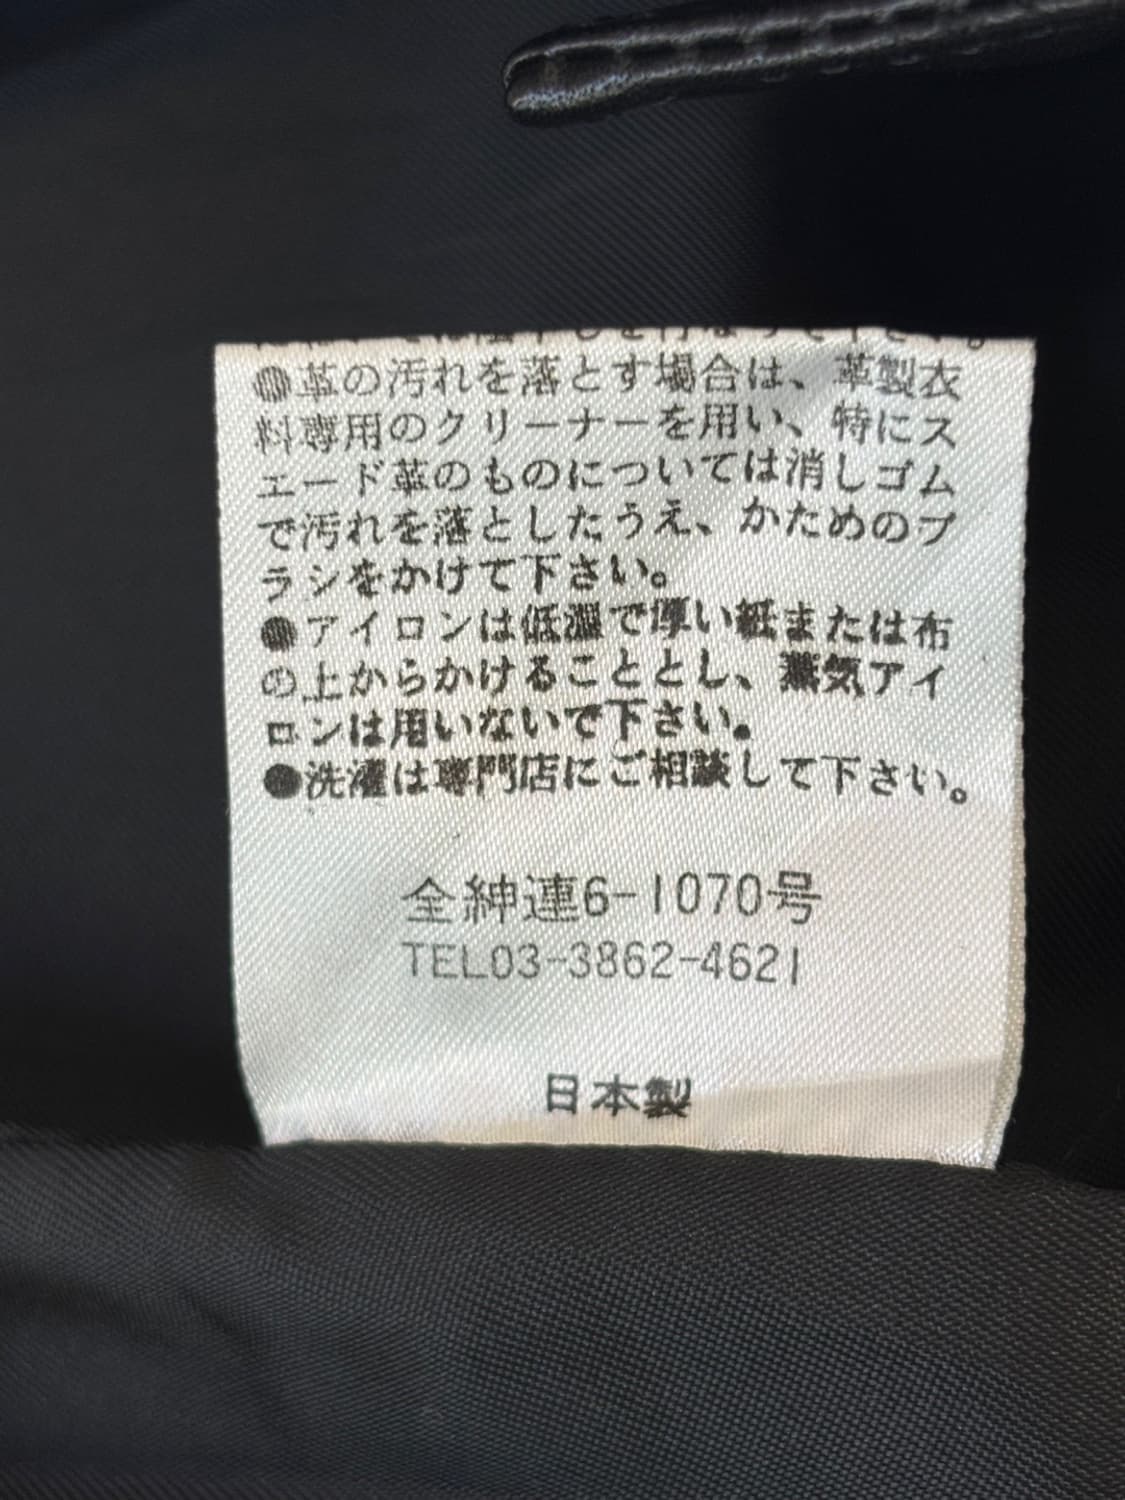 ●革の汚れを落とす場合は、革製衣
料専用のクリーナーを用い、特にス
エード革のものについては消しゴム
で汚れを落としたうえ、かためのブ
ラシをかけて下さい。
●アイロンは低温で厚い紙または布
の上からかけることとし、蒸気アイ
ロンは用いないで下さい。
●洗濯は専門店にご相談して下さい。
全紳連6-1070号
TEL03-3862-4621
日本製